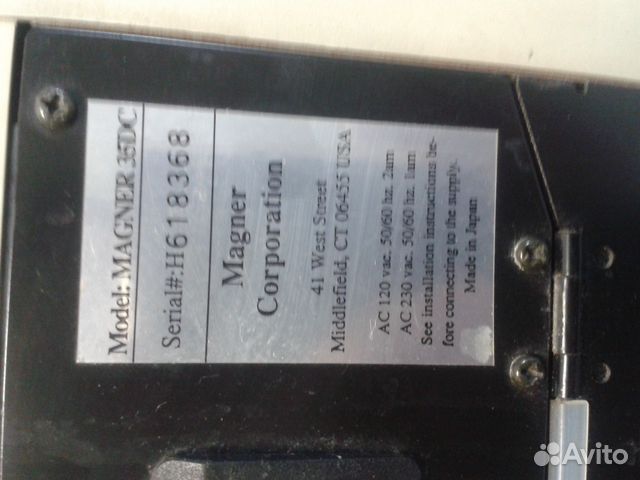 Model: MAGNER 35DC
Serial#:H618368
Magner
Corporation
41 West Street
Middlefield, CT 06455 USA
AC 120 vac. 50/60 hz. 2am
AC 230 vac. 50/60 hz. 1am
See installation instructions be-
fore connecting to the supply.
Made in Japan
Avito